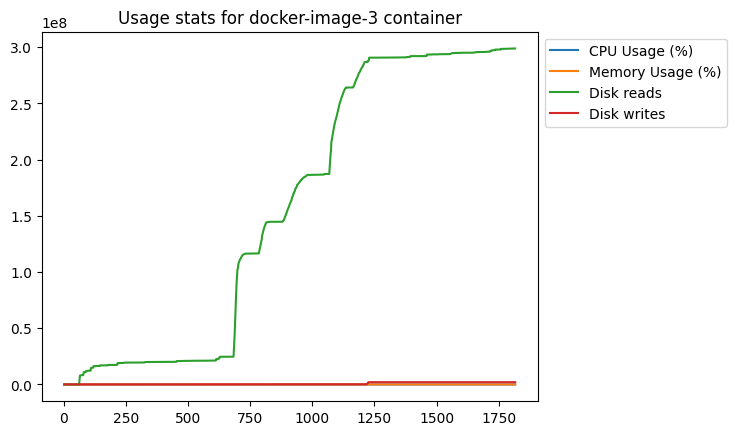 Usage stats for docker-image-3 container
1e8
3.0
2.5
2.0
1.5
1.0
0.5
0.0
0 250 500 750 1000 1250 1500 1750
CPU Usage (%)
Memory Usage (%)
Disk reads
Disk writes